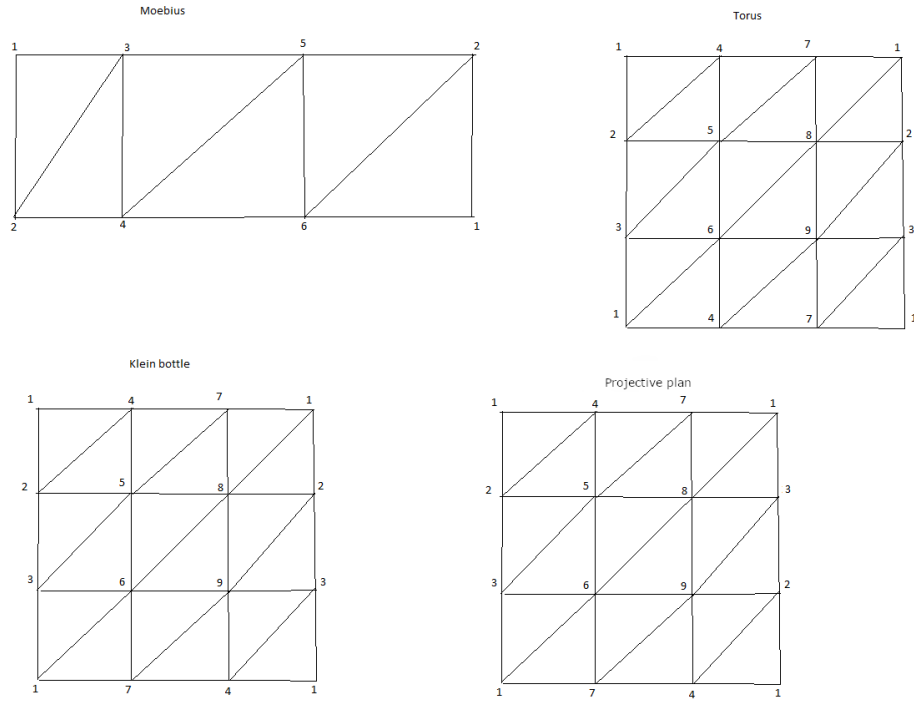 Moebius
1 3 5 2
2 4 6 1
Torus
1 4 7 1
2 5 8 2
3 6 9 3
1 4 7 1
Klein bottle
1 4 7 1
2 5 8 2
3 6 9 3
1 7 4 1
Projective plan
1 4 7 1
2 5 8 3
3 6 9 2
1 7 4 1